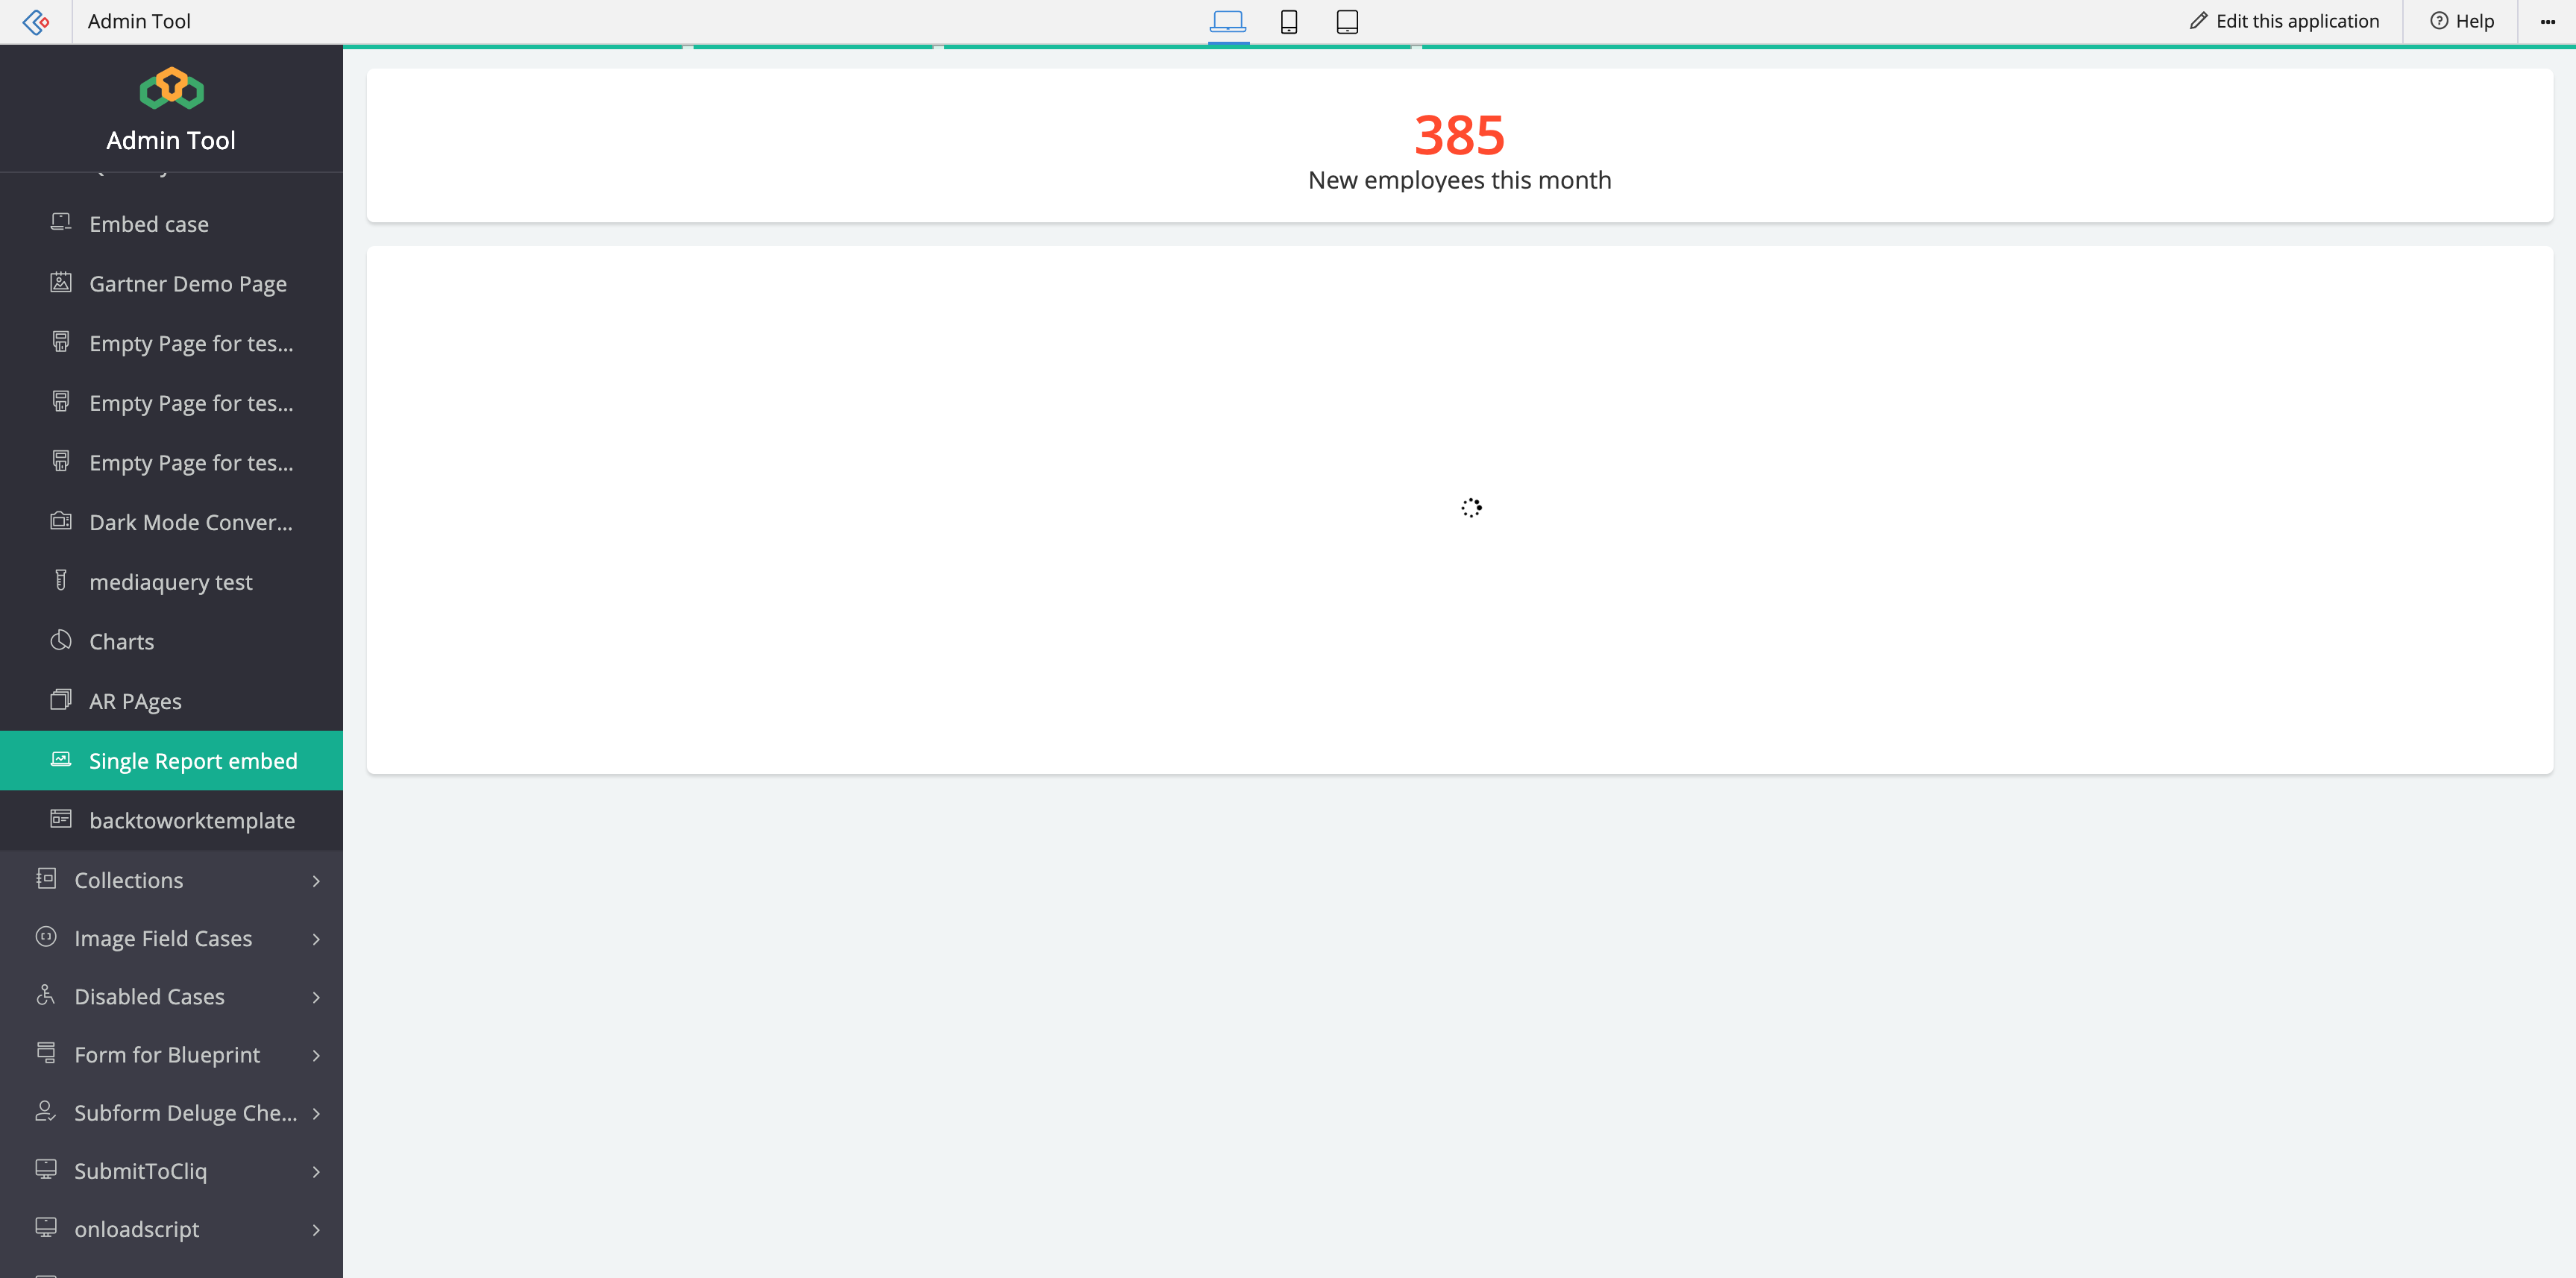 Admin Tool
Edit this application
Help
Admin Tool
Embed case
Gartner Demo Page
Empty Page for tes...
Empty Page for tes...
Empty Page for tes...
Dark Mode Conver...
mediaquery test
Charts
AR PAges
Single Report embed
backtoworktemplate
Collections
Image Field Cases
Disabled Cases
Form for Blueprint
Subform Deluge Che...
SubmitToCliq
onloadscript
385
New employees this month